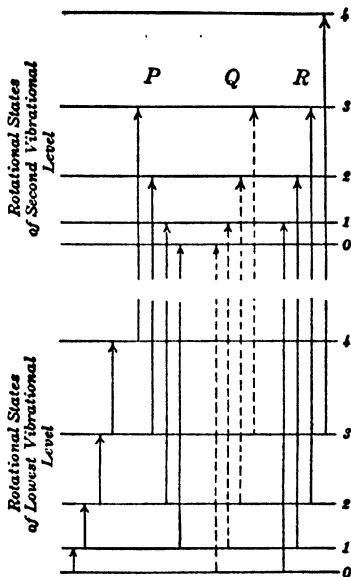 4
P Q R
Rotational States
of Second Vibrational
Level
3
2
1
0
Rotational States
of Lowest Vibrational
Level
4
3
2
1
0